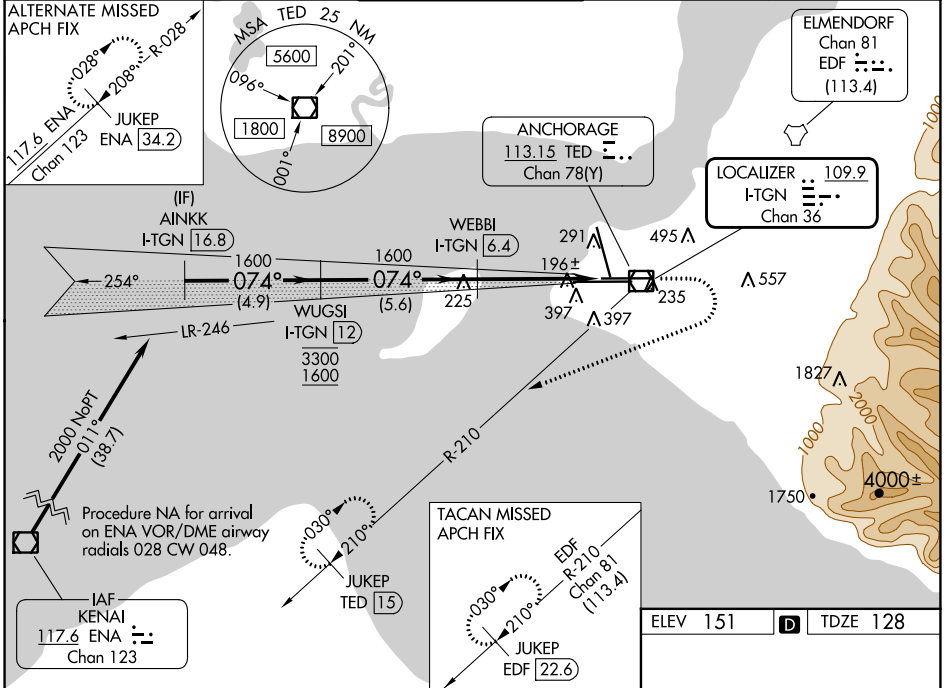 ALTERNATE MISSED
APCH FIX
028°
208°
R-028
117.6 ENA
Chan 123
JUKEP
ENA 34.2
MSA TED 25 NM
5600
096°
201°
1800
8900
001°
ELMENDORF
Chan 81
EDF
(113.4)
ANCHORAGE
113.15 TED
Chan 78(Y)
LOCALIZER 109.9
I-TGN
Chan 36
(IF)
AINKK
I-TGN 16.8
WEBBI
I-TGN 6.4
291
495
1600
1600
196±
254°
074°
074°
(4.9)
(5.6)
225
235
557
WUGSI
I-TGN 12
3300
1600
397
397
LR-246
1827
1000
1000
2000
4000±
1750
2000 NoPT
011°
(38.7)
R-210
Procedure NA for arrival
on ENA VOR/DME airway
radials 028 CW 048.
030°
210°
JUKEP
TED 15
IAF
KENAI
117.6 ENA
Chan 123
TACAN MISSED
APCH FIX
EDF
R-210
Chan 81
(113.4)
030°
210°
JUKEP
EDF 22.6
ELEV 151 D TDZE 128